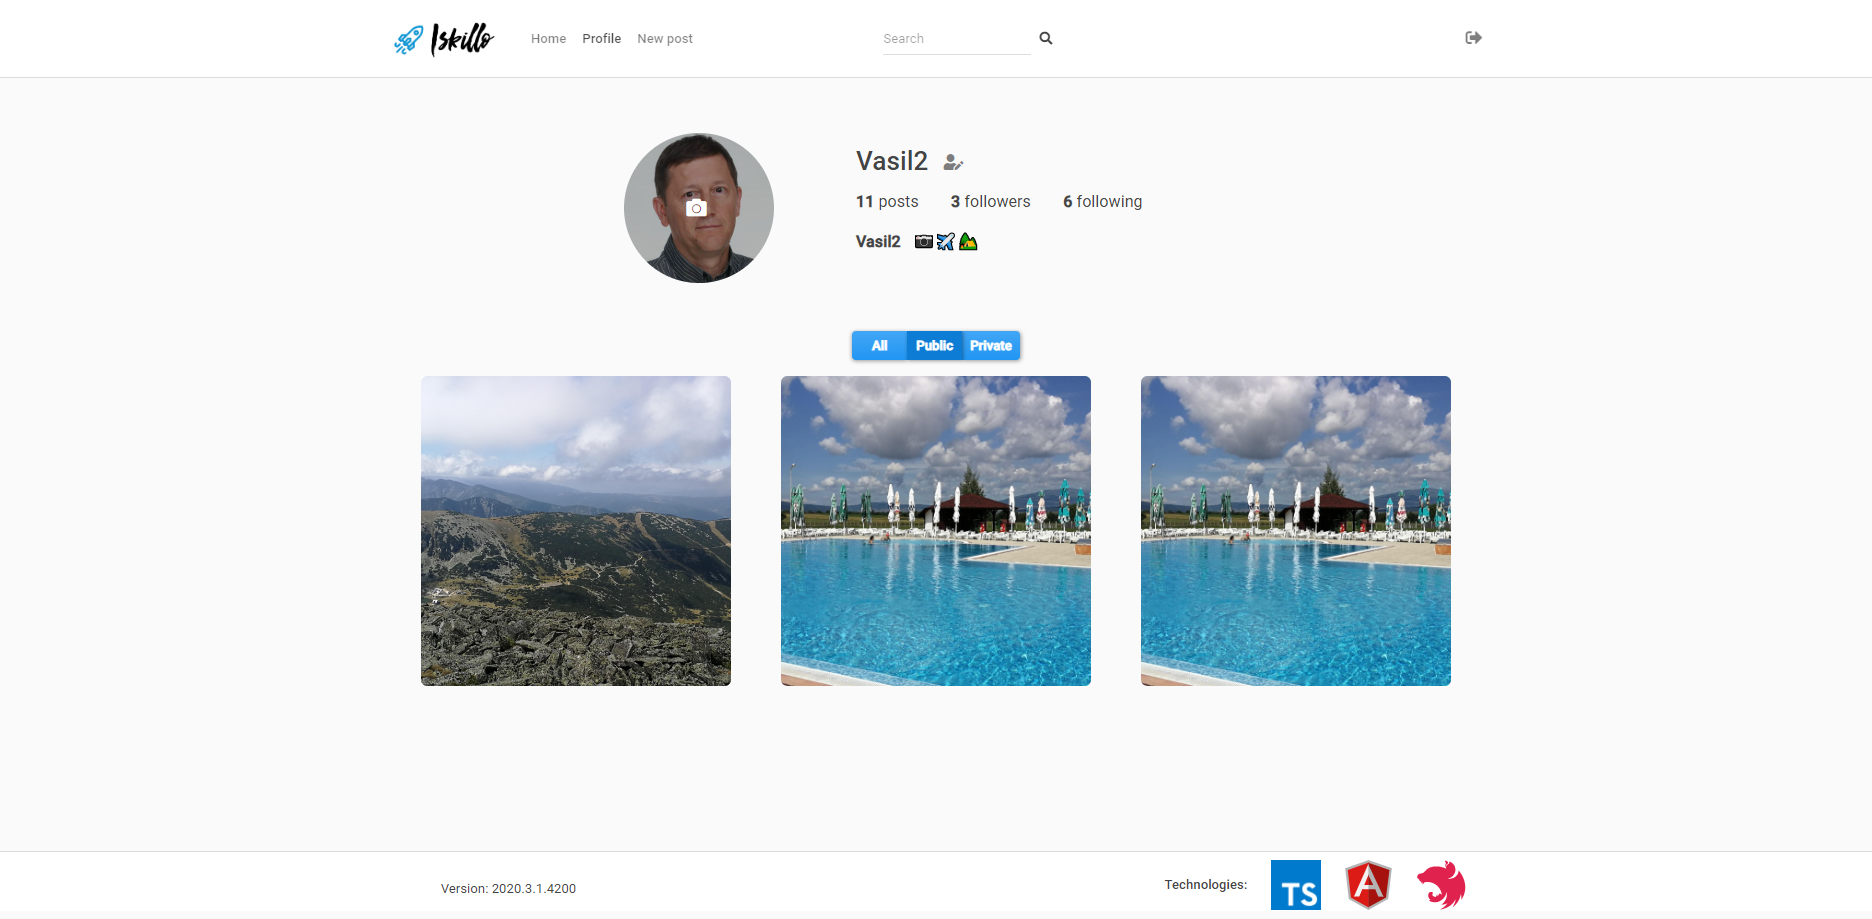 Iskillo Home Profile New post Search
Vasil2
11 posts 3 followers 6 following
Vasil2
All Public Private
Version: 2020.3.1.4200 Technologies: TS A